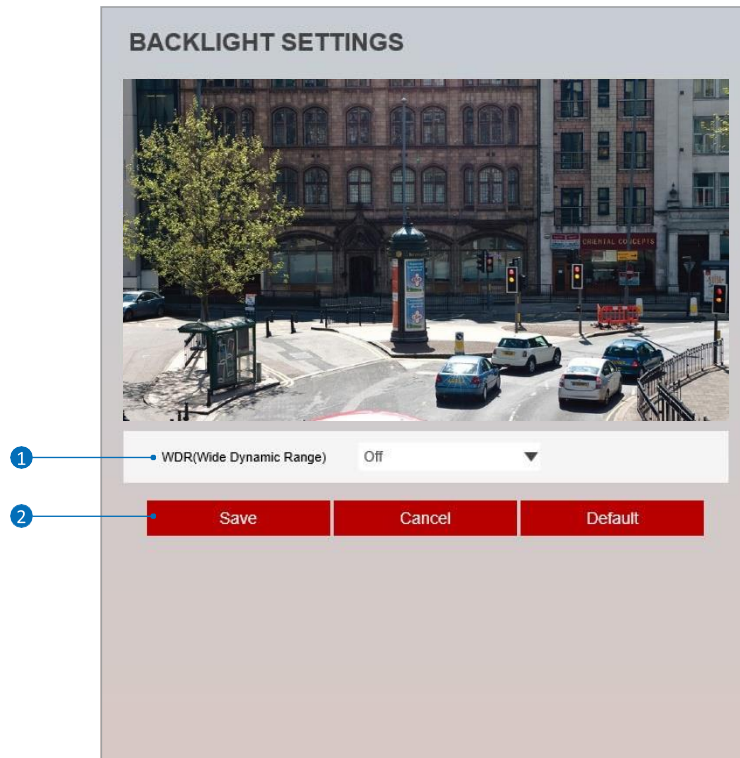 BACKLIGHT SETTINGS
ORIENTAL CONCEPTS
1
WDR(Wide Dynamic Range) Off
2
Save Cancel Default